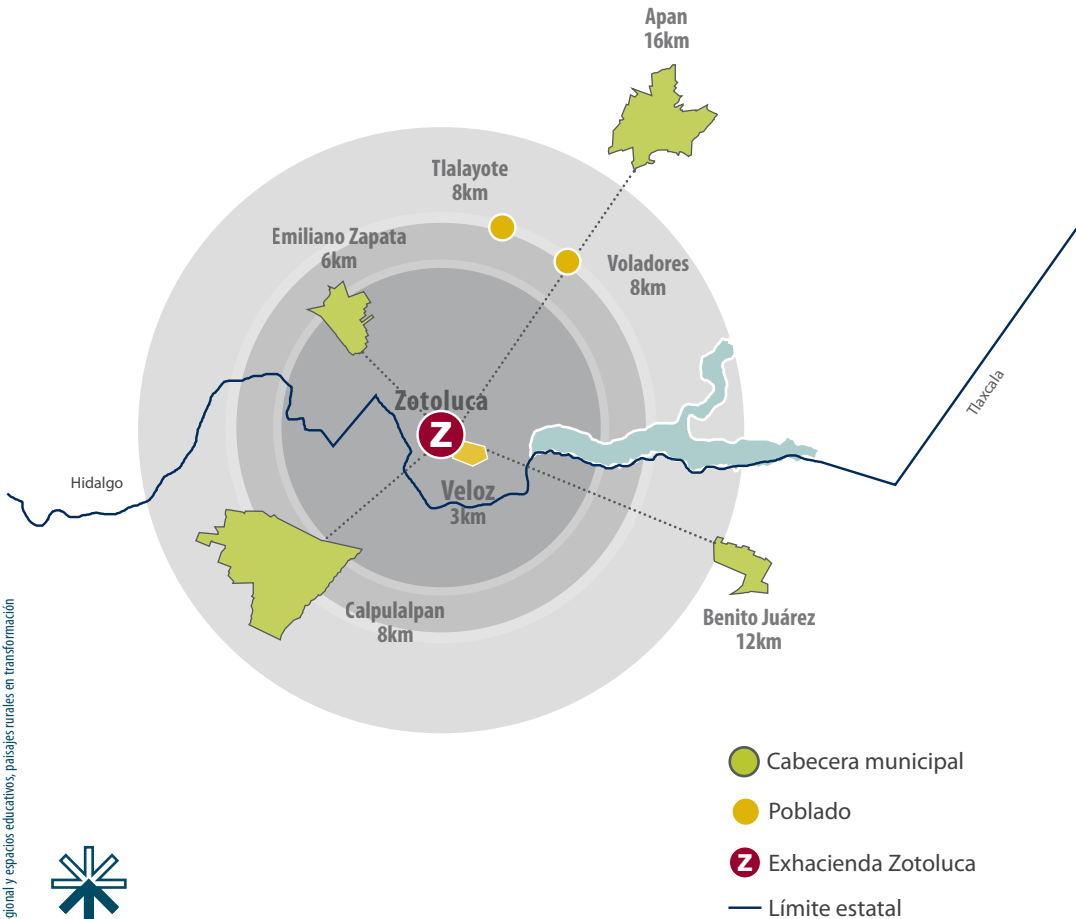 Apan
16km
Tlalayote
8km
Emiliano Zapata
6km
Voladores
8km
Zotoluca
Z
Veloz
3km
Tlaxcala
Hidalgo
Calpulalpan
8km
Benito Juárez
12km
gional y espacios educativos, paisajes rurales en transformación
Cabecera municipal
Poblado
Z Exhacienda Zotoluca
Límite estatal